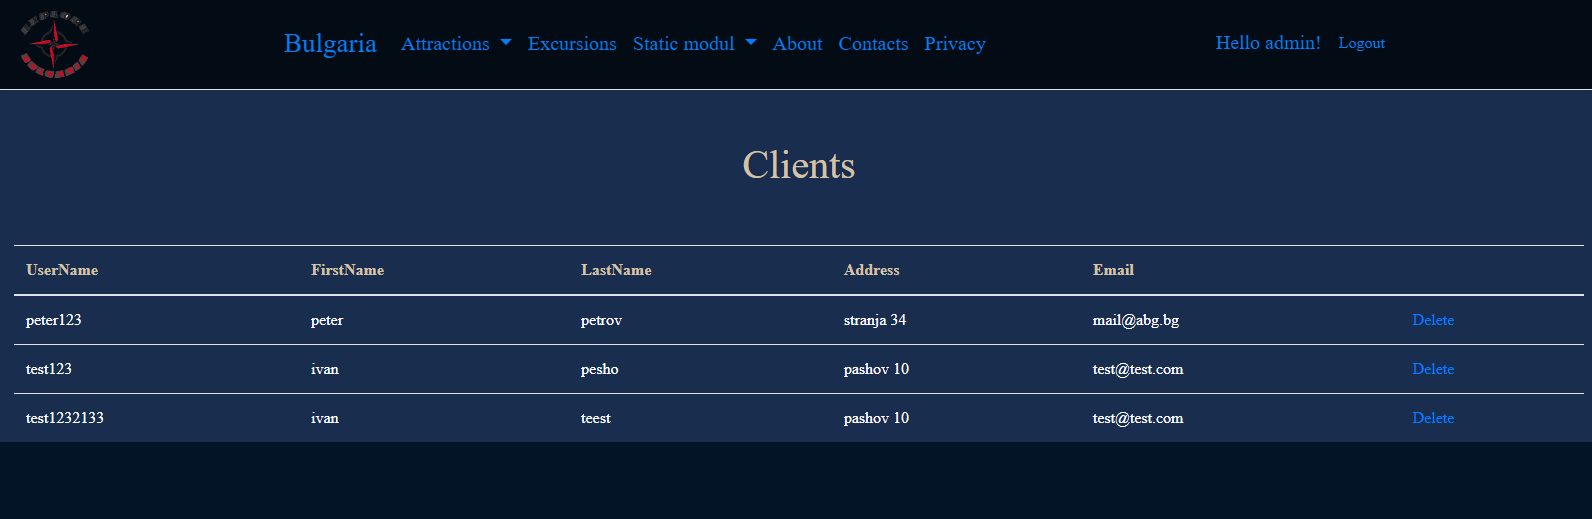 EXPLORE
BULGARIA
Bulgaria Attractions Excursions Static modul About Contacts Privacy Hello admin! Logout
Clients
UserName FirstName LastName Address Email
peter123 peter petrov stranja 34 mail@abg.bg Delete
test123 ivan pesho pashov 10 test@test.com Delete
test1232133 ivan teest pashov 10 test@test.com Delete